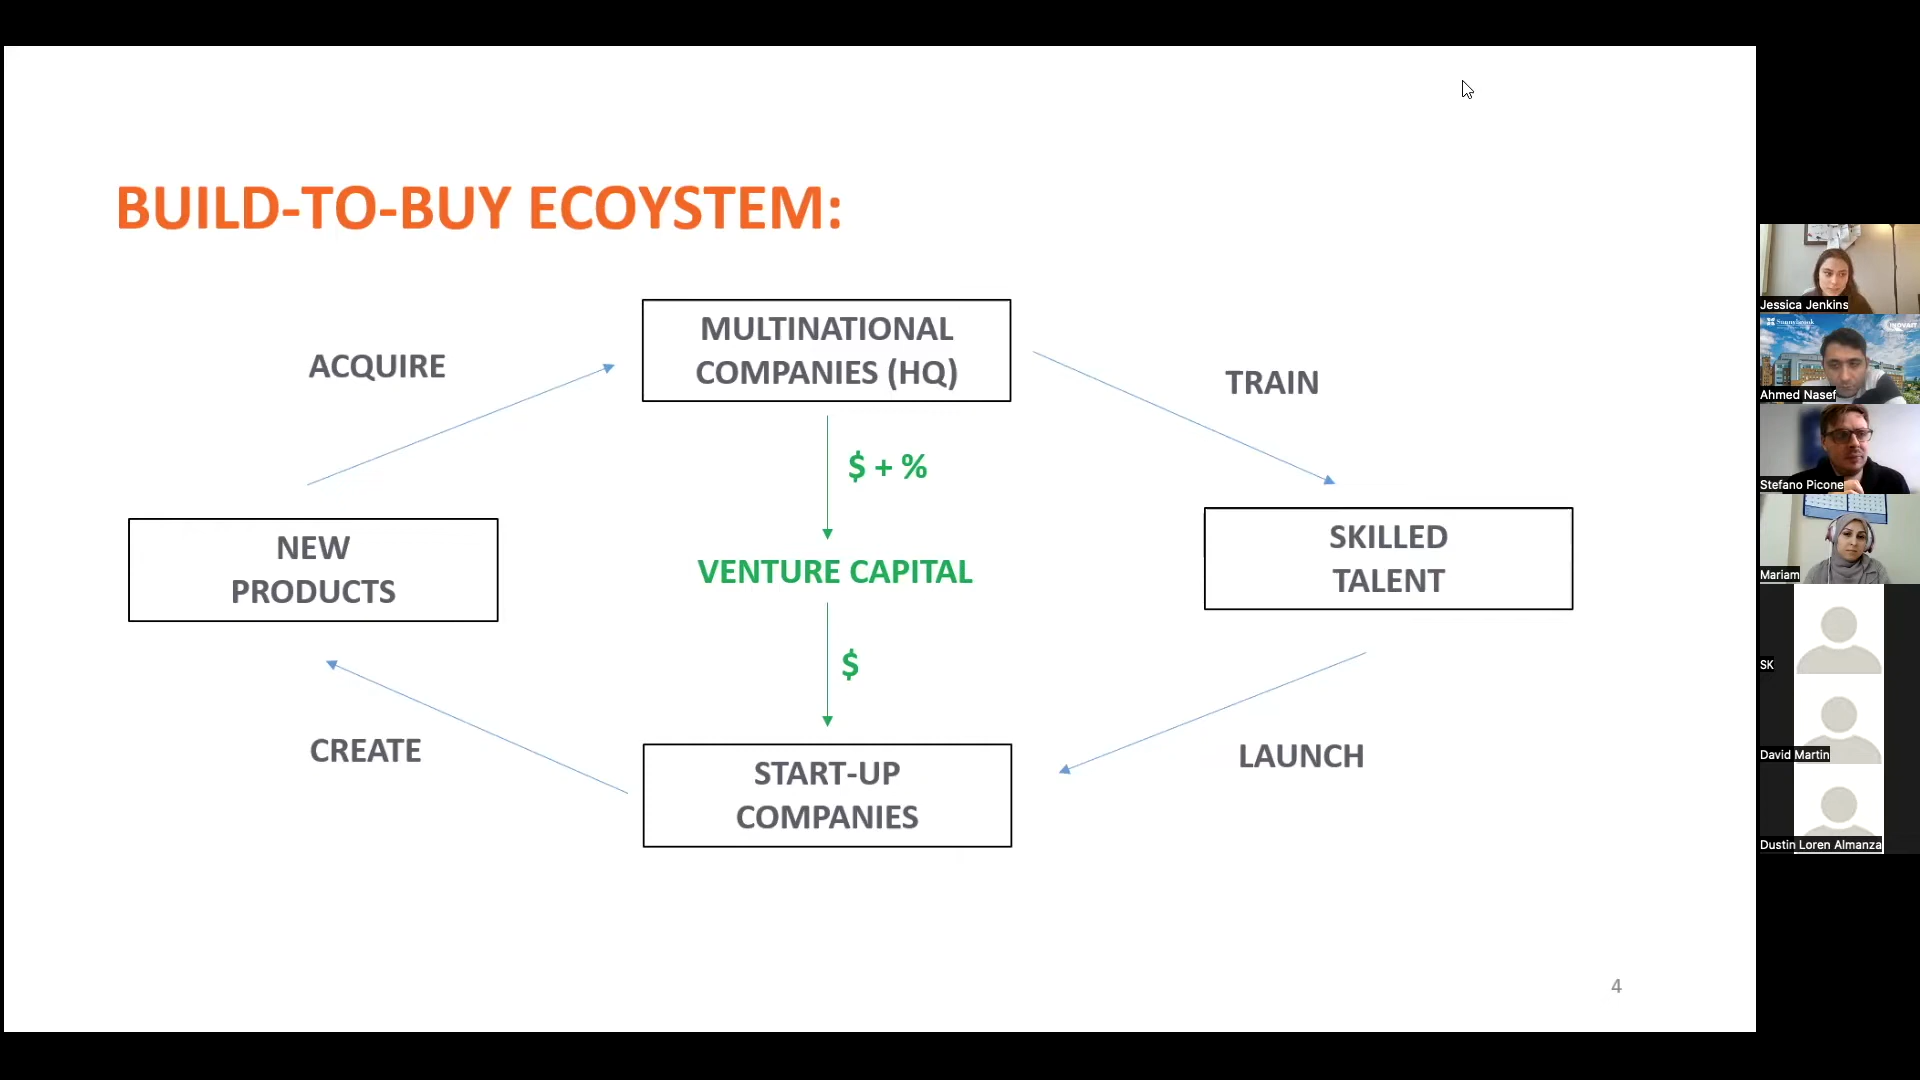 BUILD-TO-BUY ECOYSTEM:
MULTINATIONAL
COMPANIES (HQ)
ACQUIRE
TRAIN
$ + %
NEW
PRODUCTS
VENTURE CAPITAL
SKILLED
TALENT
$
CREATE
LAUNCH
START-UP
COMPANIES
4
Jessica Jenkins
Sunnybrook
Ahmed Nasef
Stefano Picone
Mariam
SK
David Martin
Dustin Loren Almanza